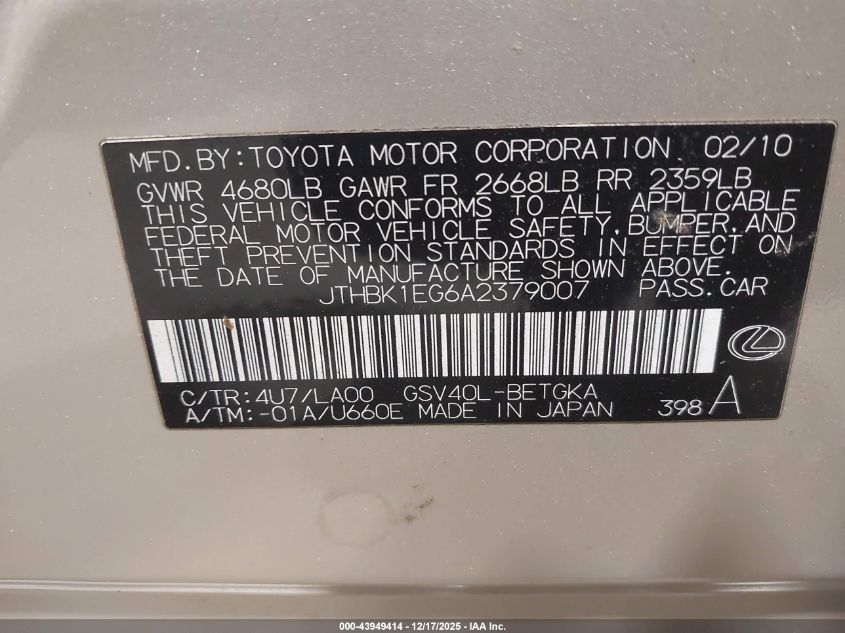 MFD.BY:TOYOTA MOTOR CORPORATION 02/10
GVWR 4680LB GAWR FR 2668LB RR 2359LB
THIS VEHICLE CONFORMS TO ALL APPLICABLE
FEDERAL MOTOR VEHICLE SAFETY,BUMPER,AND
THEFT PREVENTION STANDARDS IN EFFECT ON
THE DATE OF MANUFACTURE SHOWN ABOVE.
JTHBK1EG6A2379007 PASS.CAR
C/TR:4U7/LA00 GSV40L-BETGKA
A/TM:-01A/U660E MADE IN JAPAN 398 A
000-43949414 - 12/17/2025 - IAA Inc.